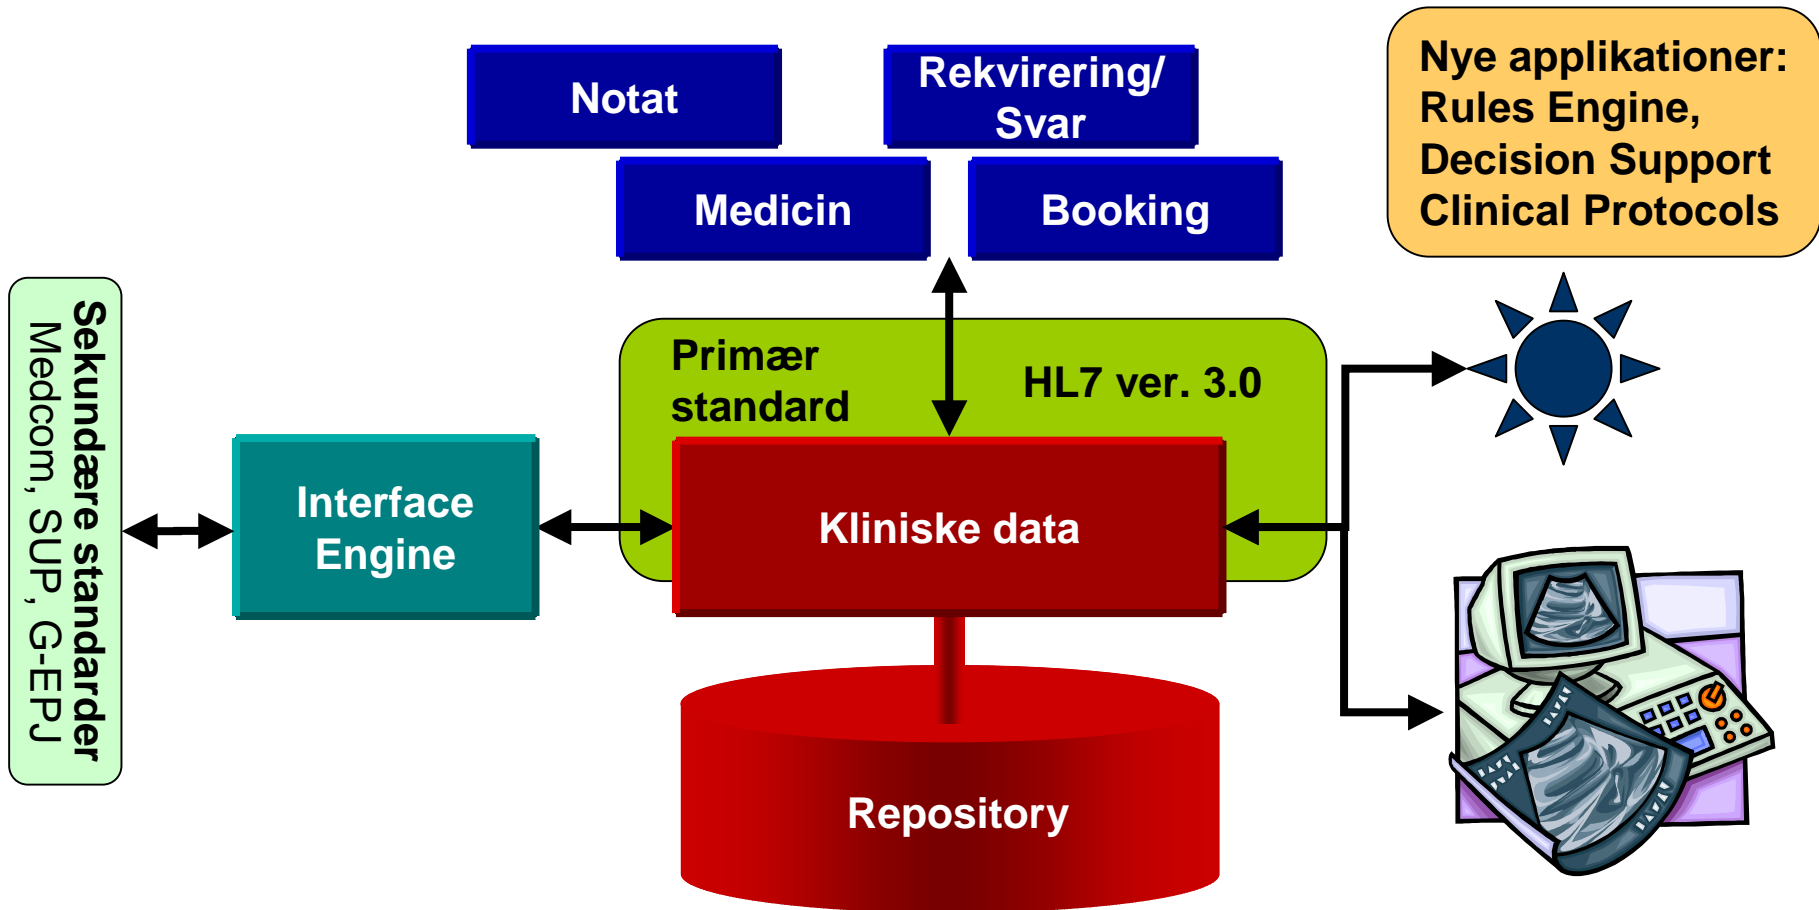 Notat
Rekvirering/
Svar
Medicin
Booking
Nye applikationer:
Rules Engine,
Decision Support
Clinical Protocols
Sekundære standarder
Medcom, SUP, G-EPJ
Primær
standard
HL7 ver. 3.0
Interface
Engine
Kliniske data
Repository